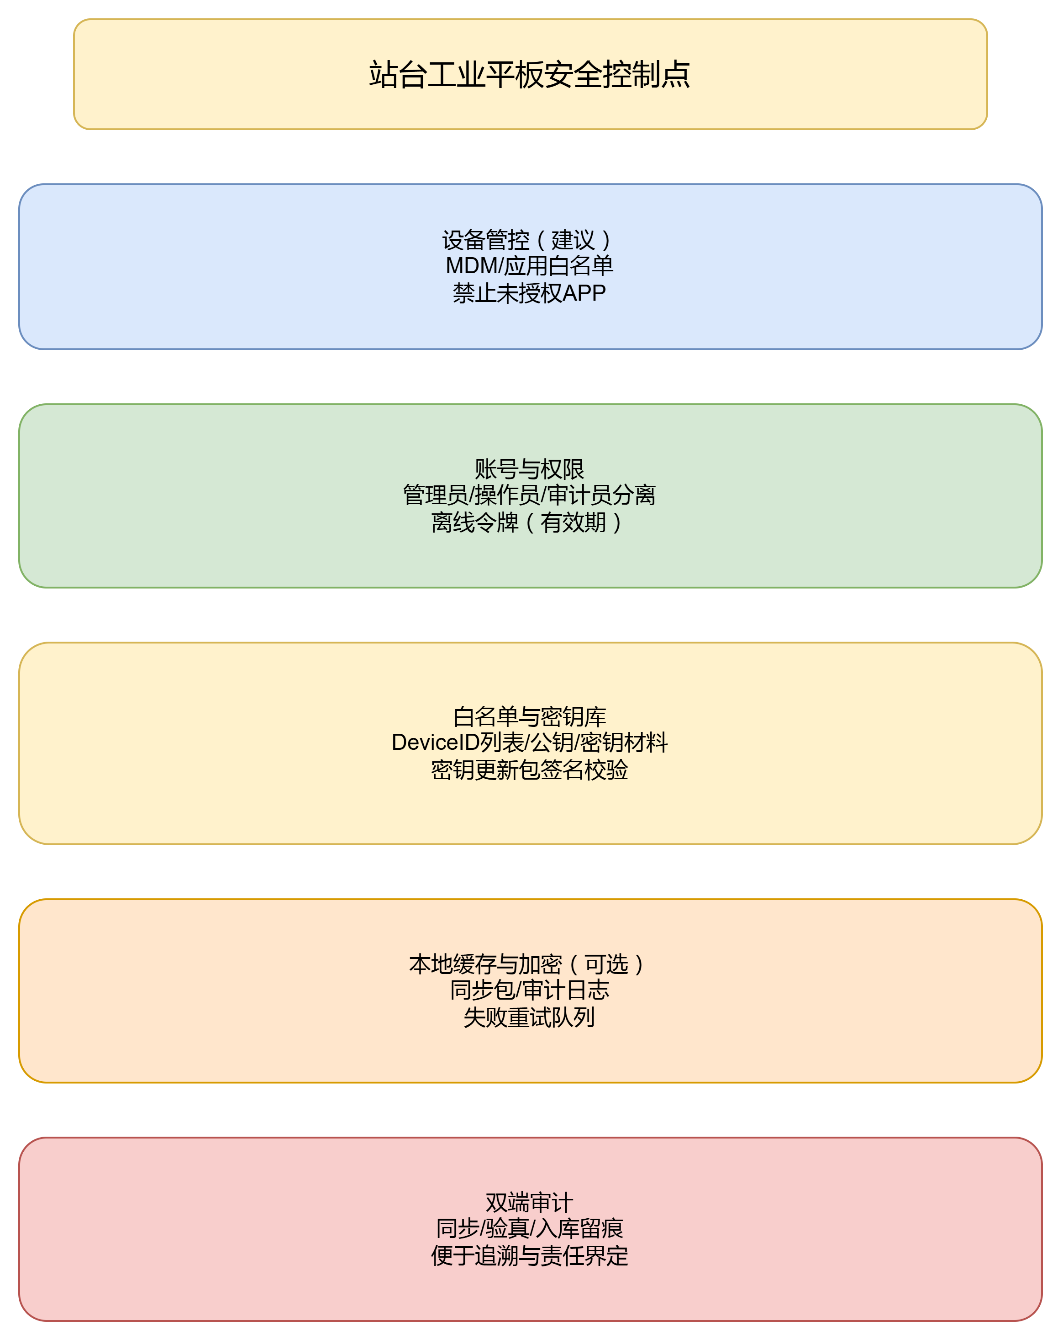 站台工业平板安全控制点
设备管控（建议）
MDM/应用白名单
禁止未授权APP
账号与权限
管理员/操作员/审计员分离
离线令牌（有效期）
白名单与密钥库
DeviceID列表/公钥/密钥材料
密钥更新包签名校验
本地缓存与加密（可选）
同步包/审计日志
失败重试队列
双端审计
同步/验真/入库留痕
便于追溯与责任界定